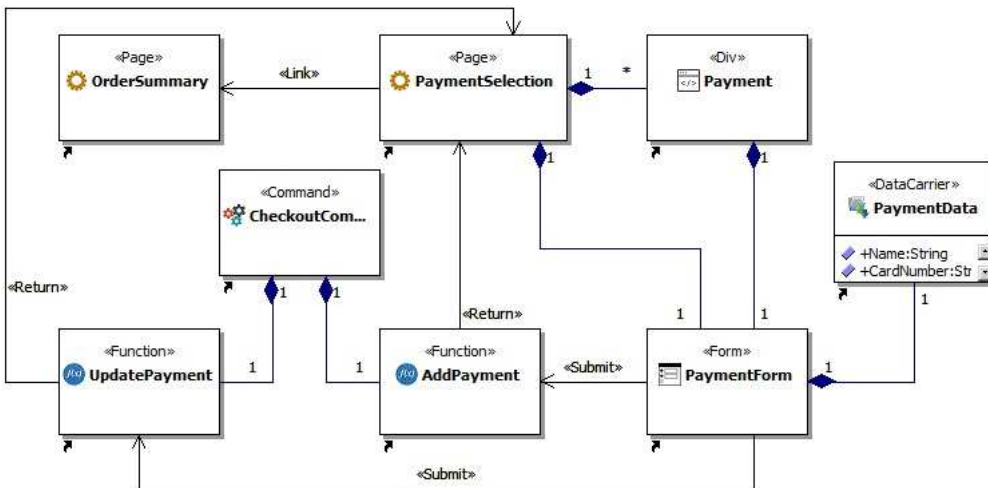 «Page»
OrderSummary
«Link»
«Page»
PaymentSelection
1
*
«Div»
Payment
1
1
«Command»
CheckoutCom...
1
1
«DataCarrier»
PaymentData
+Name:String
+CardNumber:Str
1
«Return»
«Return»
1
1
«Function»
UpdatePayment
1
1
«Function»
AddPayment
«Submit»
«Form»
PaymentForm
1
«Submit»